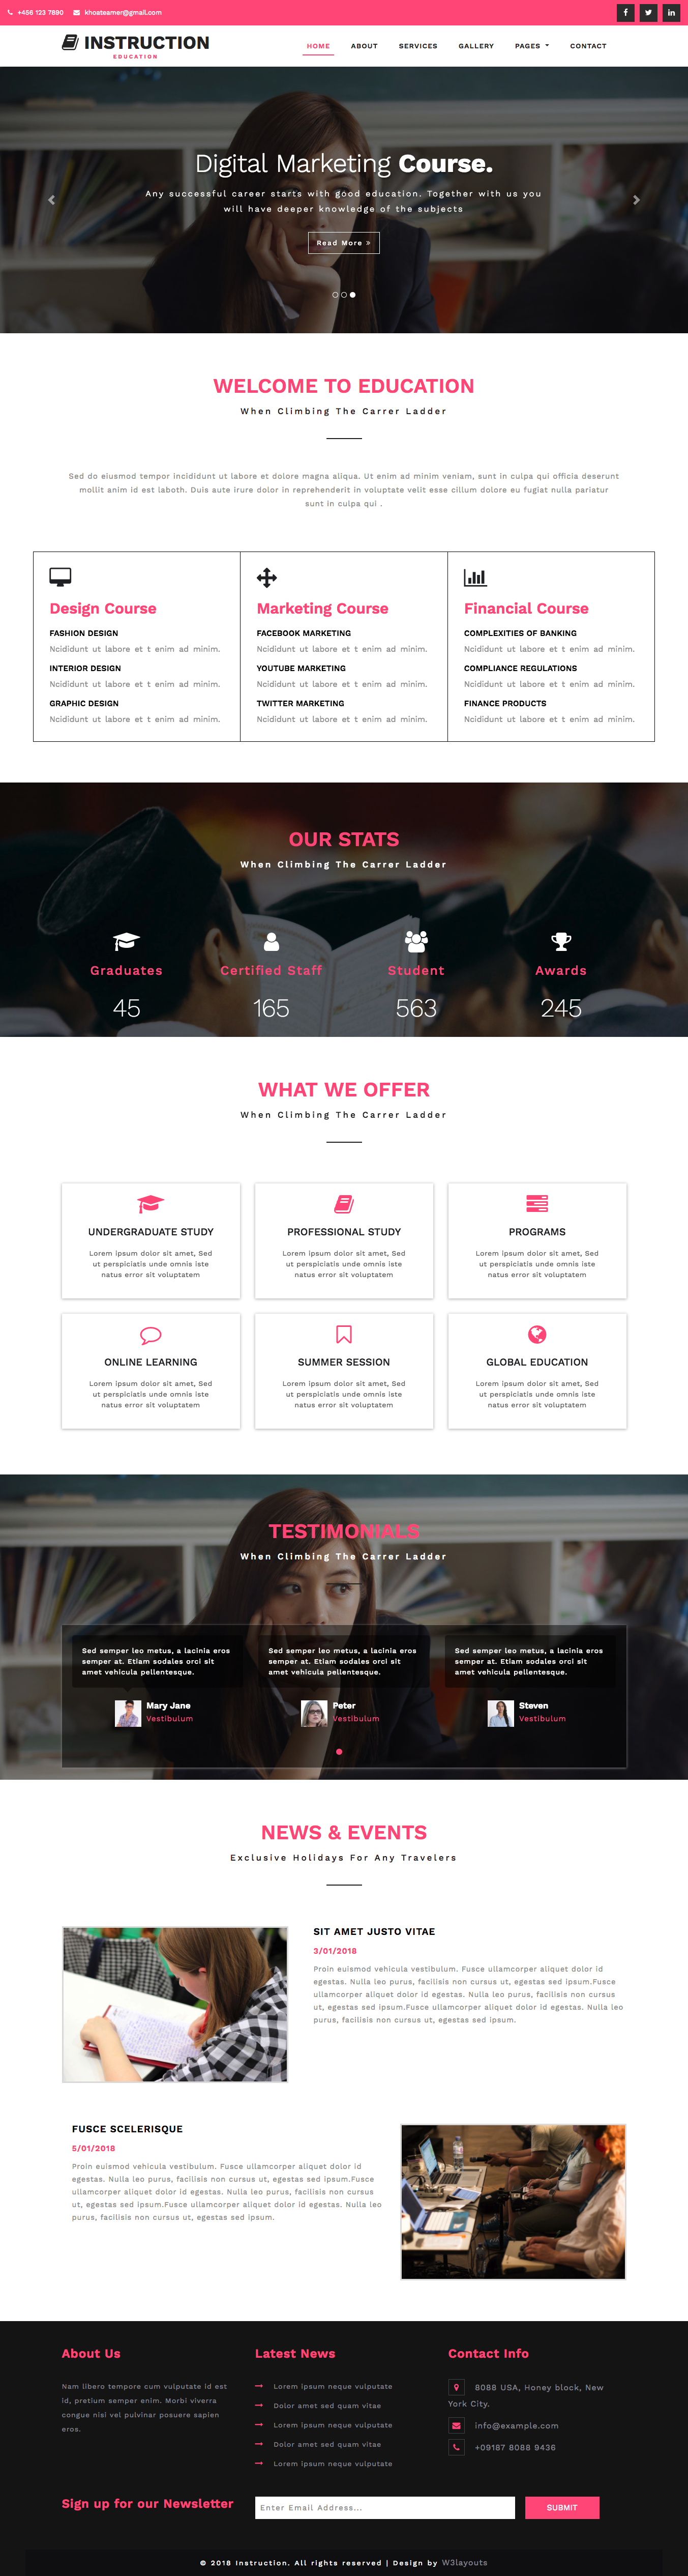 +456 123 7890 khoateamer@gmail.com
INSTRUCTION
EDUCATION
HOME ABOUT SERVICES GALLERY PAGES CONTACT
Digital Marketing Course.
Any successful career starts with good education. Together with us you
will have deeper knowledge of the subjects
Read More »
WELCOME TO EDUCATION
When Climbing The Carrer Ladder
Sed do eiusmod tempor incididunt ut labore et dolore magna aliqua. Ut enim ad minim veniam, sunt in culpa qui officia deserunt
mollit anim id est laboth. Duis aute irure dolor in reprehenderit in voluptate velit esse cillum dolore eu fugiat nulla pariatur
sunt in culpa qui .
Design Course
FASHION DESIGN
Ncididunt ut labore et t enim ad minim.
INTERIOR DESIGN
Ncididunt ut labore et t enim ad minim.
GRAPHIC DESIGN
Ncididunt ut labore et t enim ad minim.
Marketing Course
FACEBOOK MARKETING
Ncididunt ut labore et t enim ad minim.
YOUTUBE MARKETING
Ncididunt ut labore et t enim ad minim.
TWITTER MARKETING
Ncididunt ut labore et t enim ad minim.
Financial Course
COMPLEXITIES OF BANKING
Ncididunt ut labore et t enim ad minim.
COMPLIANCE REGULATIONS
Ncididunt ut labore et t enim ad minim.
FINANCE PRODUCTS
Ncididunt ut labore et t enim ad minim.
OUR STATS
When Climbing The Carrer Ladder
Graduates
45
Certified Staff
165
Student
563
Awards
245
WHAT WE OFFER
When Climbing The Carrer Ladder
UNDERGRADUATE STUDY
Lorem ipsum dolor sit amet, Sed
ut perspiciatis unde omnis iste
natus error sit voluptatem
PROFESSIONAL STUDY
Lorem ipsum dolor sit amet, Sed
ut perspiciatis unde omnis iste
natus error sit voluptatem
PROGRAMS
Lorem ipsum dolor sit amet, Sed
ut perspiciatis unde omnis iste
natus error sit voluptatem
ONLINE LEARNING
Lorem ipsum dolor sit amet, Sed
ut perspiciatis unde omnis iste
natus error sit voluptatem
SUMMER SESSION
Lorem ipsum dolor sit amet, Sed
ut perspiciatis unde omnis iste
natus error sit voluptatem
GLOBAL EDUCATION
Lorem ipsum dolor sit amet, Sed
ut perspiciatis unde omnis iste
natus error sit voluptatem
TESTIMONIALS
When Climbing The Carrer Ladder
Sed semper leo metus, a lacinia eros
semper at. Etiam sodales orci sit
amet vehicula pellentesque.
Mary Jane
Vestibulum
Sed semper leo metus, a lacinia eros
semper at. Etiam sodales orci sit
amet vehicula pellentesque.
Peter
Vestibulum
Sed semper leo metus, a lacinia eros
semper at. Etiam sodales orci sit
amet vehicula pellentesque.
Steven
Vestibulum
NEWS & EVENTS
Exclusive Holidays For Any Travelers
SIT AMET JUSTO VITAE
3/01/2018
Proin euismod vehicula vestibulum. Fusce ullamcorper aliquet dolor id
egestas. Nulla leo purus, facilisis non cursus ut, egestas sed ipsum.Fusce
ullamcorper aliquet dolor id egestas. Nulla leo purus, facilisis non cursus
ut, egestas sed ipsum.Fusce ullamcorper aliquet dolor id egestas. Nulla leo
purus, facilisis non cursus ut, egestas sed ipsum.
FUSCE SCELERISQUE
5/01/2018
Proin euismod vehicula vestibulum. Fusce ullamcorper aliquet dolor id
egestas. Nulla leo purus, facilisis non cursus ut, egestas sed ipsum.Fusce
ullamcorper aliquet dolor id egestas. Nulla leo purus, facilisis non cursus
ut, egestas sed ipsum.Fusce ullamcorper aliquet dolor id egestas. Nulla leo
purus, facilisis non cursus ut, egestas sed ipsum.
About Us
Nam libero tempore cum vulputate id est
id, pretium semper enim. Morbi viverra
congue nisl vel pulvinar posuere sapien
eros.
Latest News
Lorem ipsum neque vulputate
Dolor amet sed quam vitae
Lorem ipsum neque vulputate
Dolor amet sed quam vitae
Lorem ipsum neque vulputate
Contact Info
8088 USA, Honey block, New
York City.
info@example.com
+09187 8088 9436
Sign up for our Newsletter
Enter Email Address...
SUBMIT
© 2018 Instruction. All rights reserved | Design by W3layouts